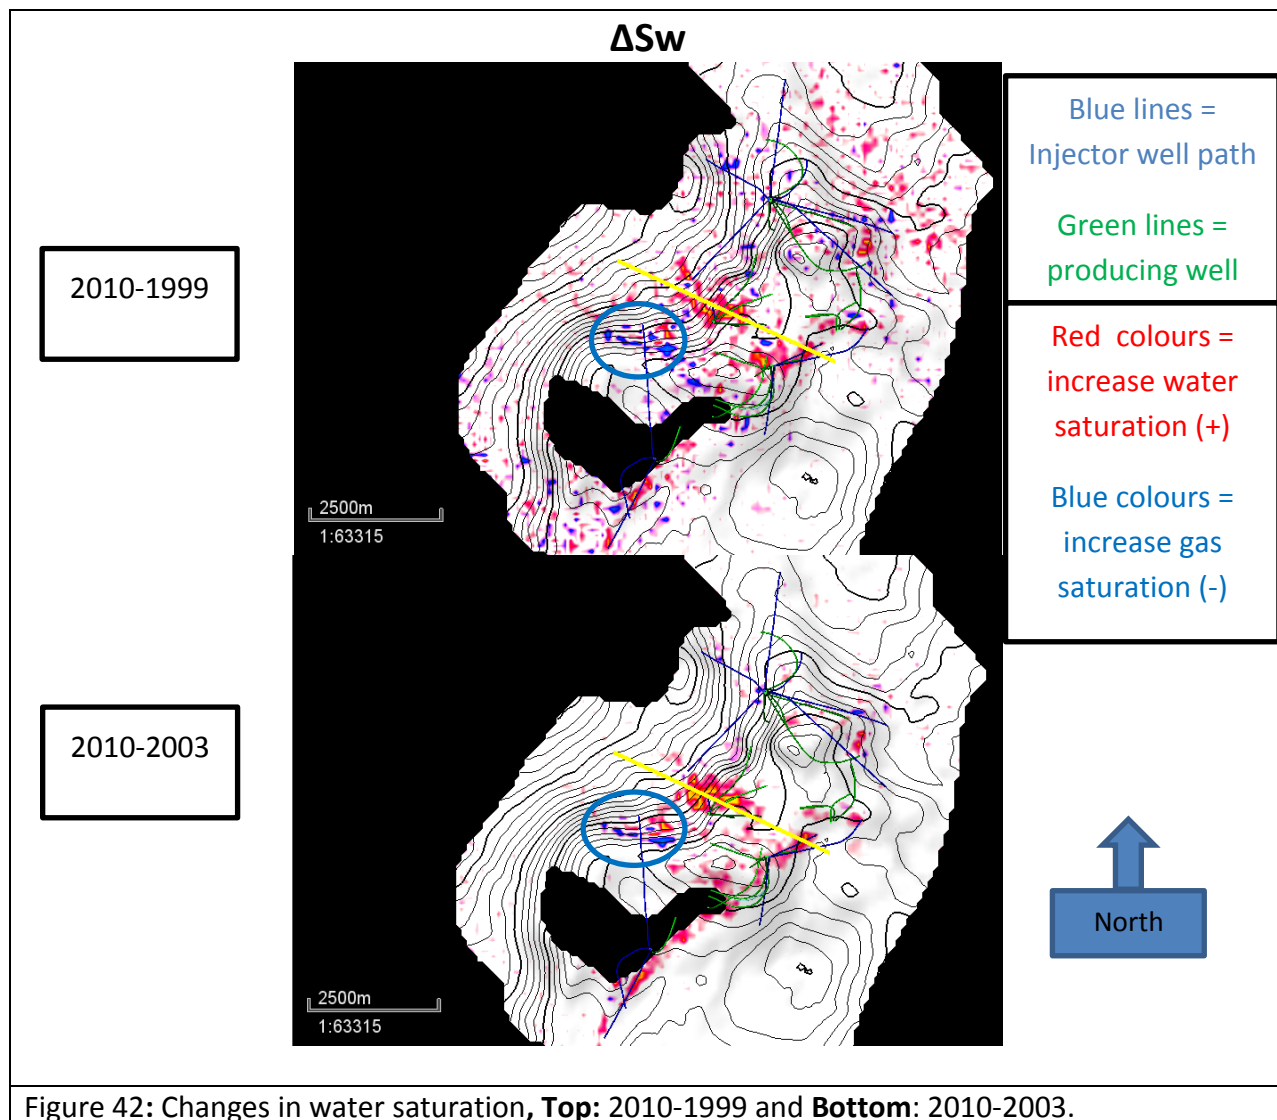 ΔSw
2010-1999
2500m
1:63315
Blue lines =
Injector well path
Green lines =
producing well
Red colours =
increase water
saturation (+)
Blue colours =
increase gas
saturation (-)
2010-2003
2500m
1:63315
North
Figure 42: Changes in water saturation, Top: 2010-1999 and Bottom: 2010-2003.